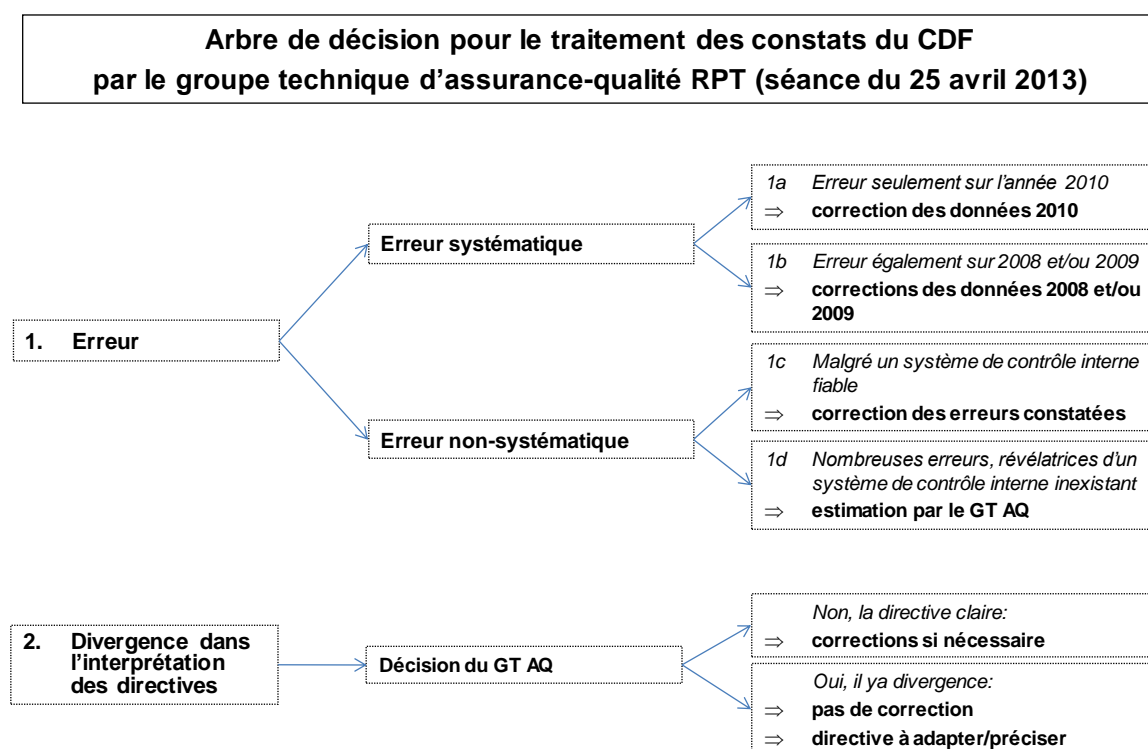 Arbre de décision pour le traitement des constats du CDF
par le groupe technique d’assurance-qualité RPT (séance du 25 avril 2013)
1a Erreur seulement sur l’année 2010
⇒ correction des données 2010
Erreur systématique
1b Erreur également sur 2008 et/ou 2009
⇒ corrections des données 2008 et/ou
2009
1. Erreur
1c Malgré un système de contrôle interne
fiable
⇒ correction des erreurs constatées
Erreur non-systématique
1d Nombreuses erreurs, révélatrices d’un
système de contrôle interne inexistant
⇒ estimation par le GT AQ
2. Divergence dans
l’interprétation
des directives
Décision du GT AQ
Non, la directive claire:
⇒ corrections si nécessaire
Oui, il ya divergence:
⇒ pas de correction
⇒ directive à adapter/préciser